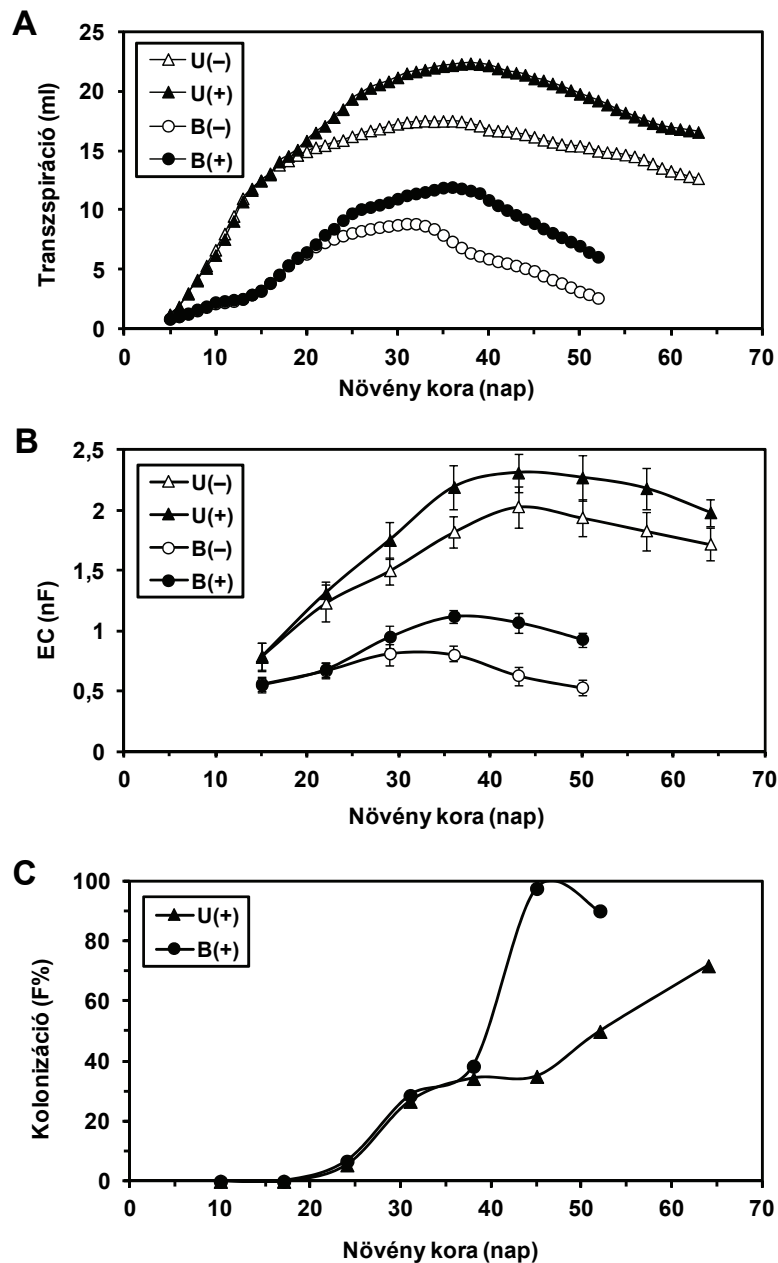 A
Transzspiráció (ml)
25
20
15
10
5
0
U(–)
U(+)
B(–)
B(+)
0 10 20 30 40 50 60 70
Növény kora (nap)
B
EC (nF)
2,5
2
1,5
1
0,5
0
U(–)
U(+)
B(–)
B(+)
0 10 20 30 40 50 60 70
Növény kora (nap)
C
Kolonizáció (F%)
100
80
60
40
20
0
U(+)
B(+)
0 10 20 30 40 50 60 70
Növény kora (nap)